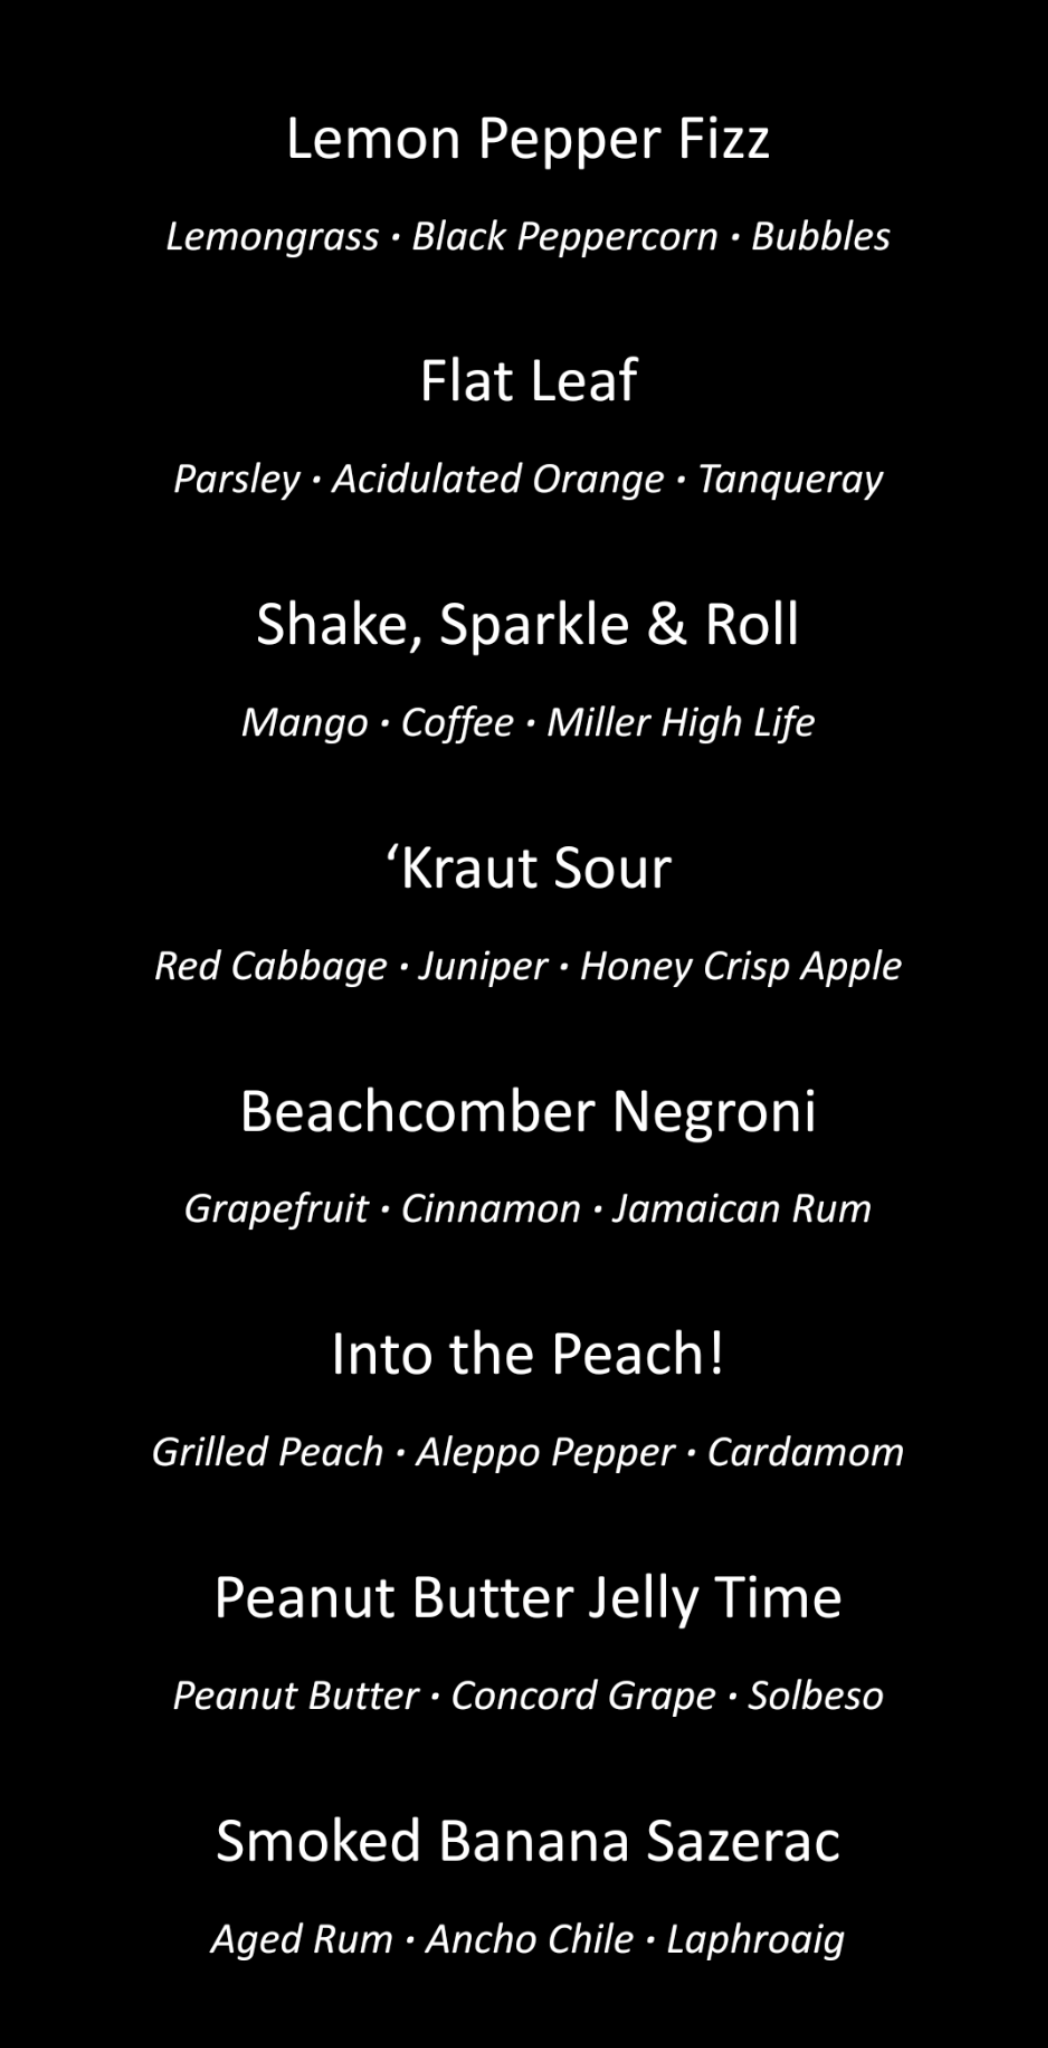 Lemon Pepper Fizz
Lemongrass · Black Peppercorn · Bubbles
Flat Leaf
Parsley · Acidulated Orange · Tanqueray
Shake, Sparkle & Roll
Mango · Coffee · Miller High Life
‘Kraut Sour
Red Cabbage · Juniper · Honey Crisp Apple
Beachcomber Negroni
Grapefruit · Cinnamon · Jamaican Rum
Into the Peach!
Grilled Peach · Aleppo Pepper · Cardamom
Peanut Butter Jelly Time
Peanut Butter · Concord Grape · Solbeso
Smoked Banana Sazerac
Aged Rum · Ancho Chile · Laphroaig